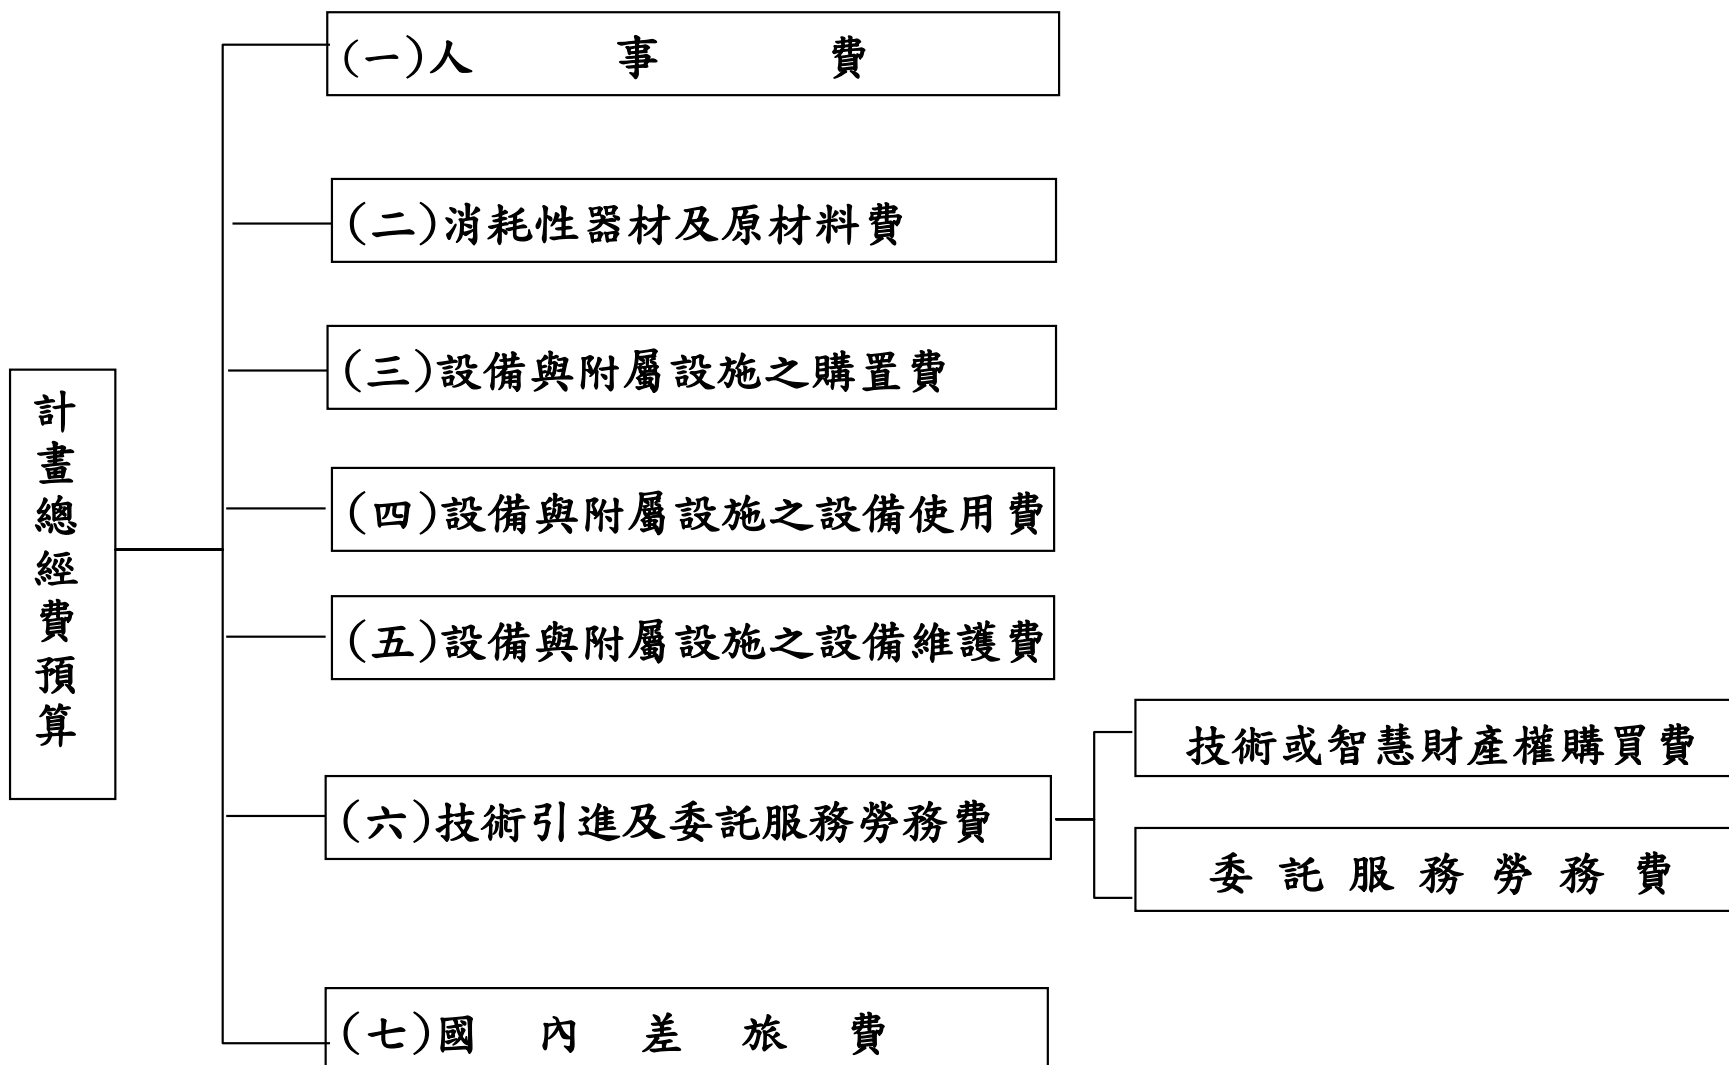 計畫總經費預算
(一)人事費
(二)消耗性器材及原材料費
(三)設備與附屬設施之購置費
(四)設備與附屬設施之設備使用費
(五)設備與附屬設施之設備維護費
(六)技術引進及委託服務勞務費
技術或智慧財產權購買費
委託服務勞務費
(七)國內差旅費